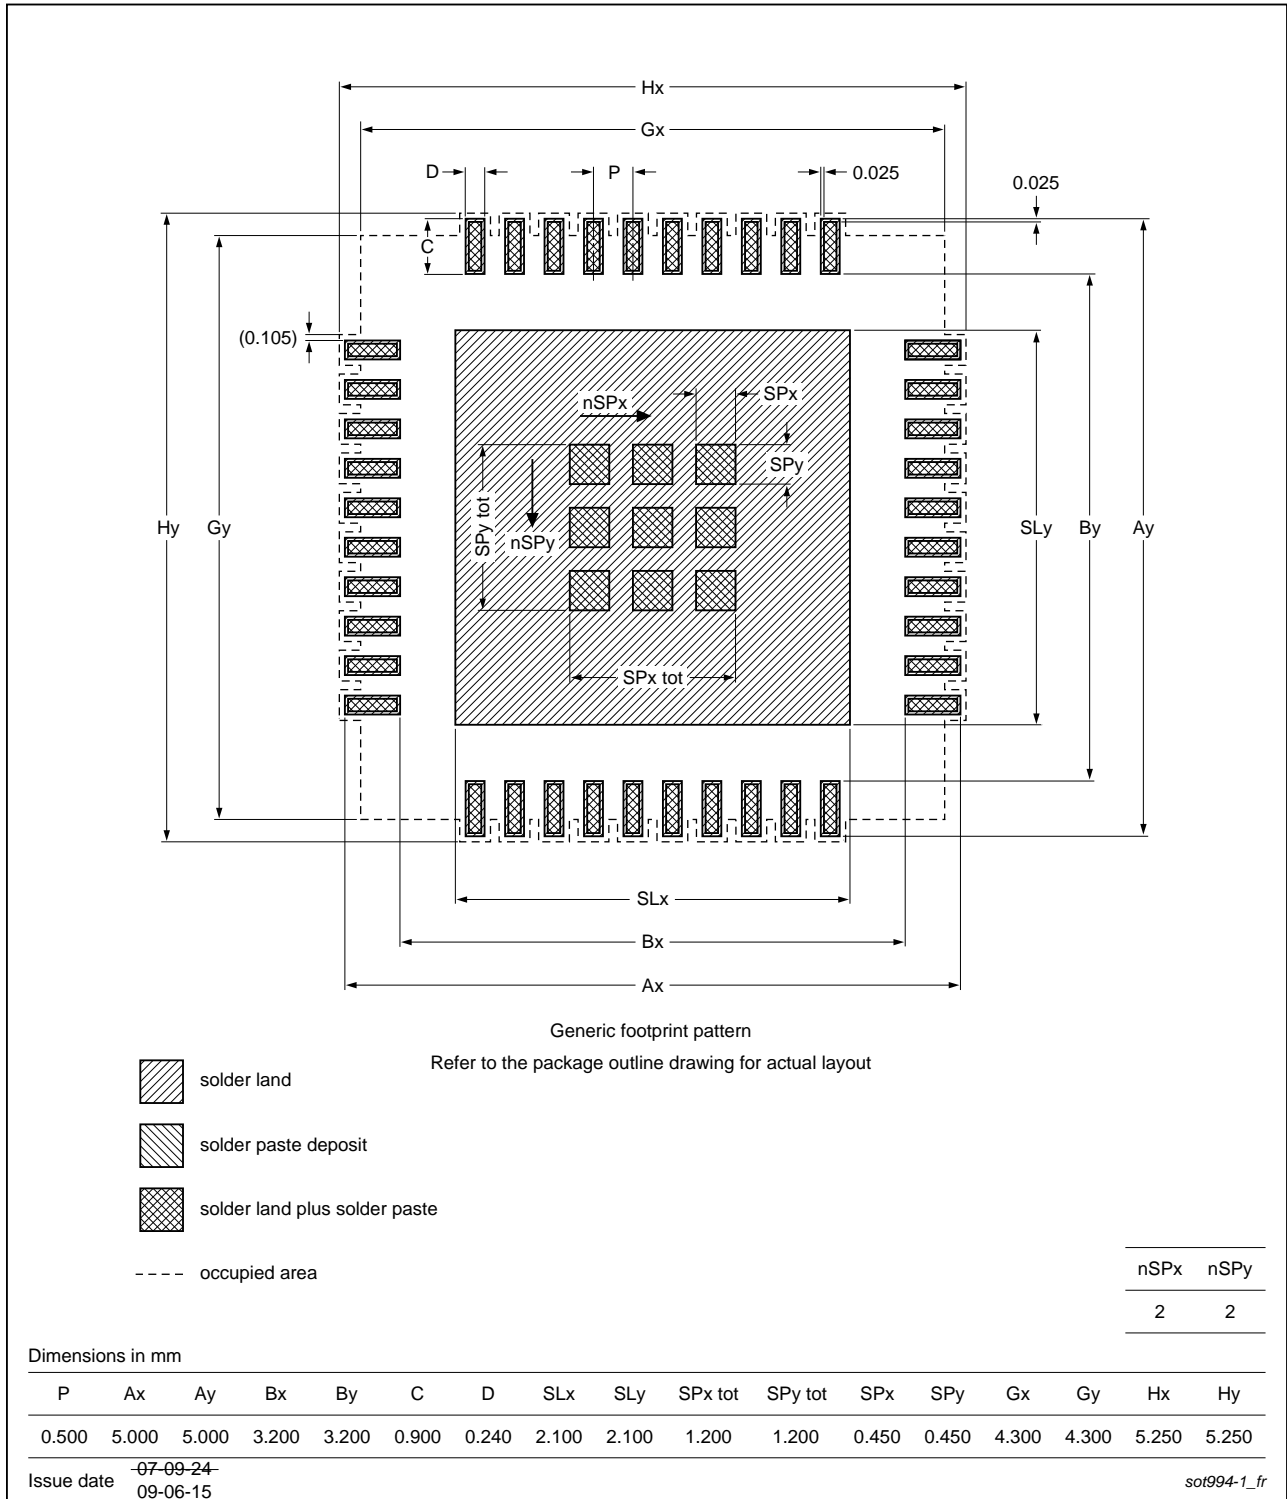 Hx
Gx
D
P
0.025
0.025
C
(0.105)
nSPx
SPx
SPy
SPy tot
nSPy
Hy
Gy
SLy
By
Ay
SPx tot
SLx
Bx
Ax
Generic footprint pattern
Refer to the package outline drawing for actual layout
solder land
solder paste deposit
solder land plus solder paste
occupied area
nSPx nSPy
2 2
Dimensions in mm
P Ax Ay Bx By C D SLx SLy SPx tot SPy tot SPx SPy Gx Gy Hx Hy
0.500 5.000 5.000 3.200 3.200 0.900 0.240 2.100 2.100 1.200 1.200 0.450 0.450 4.300 4.300 5.250 5.250
Issue date 07-09-24
09-06-15
sot994-1_fr